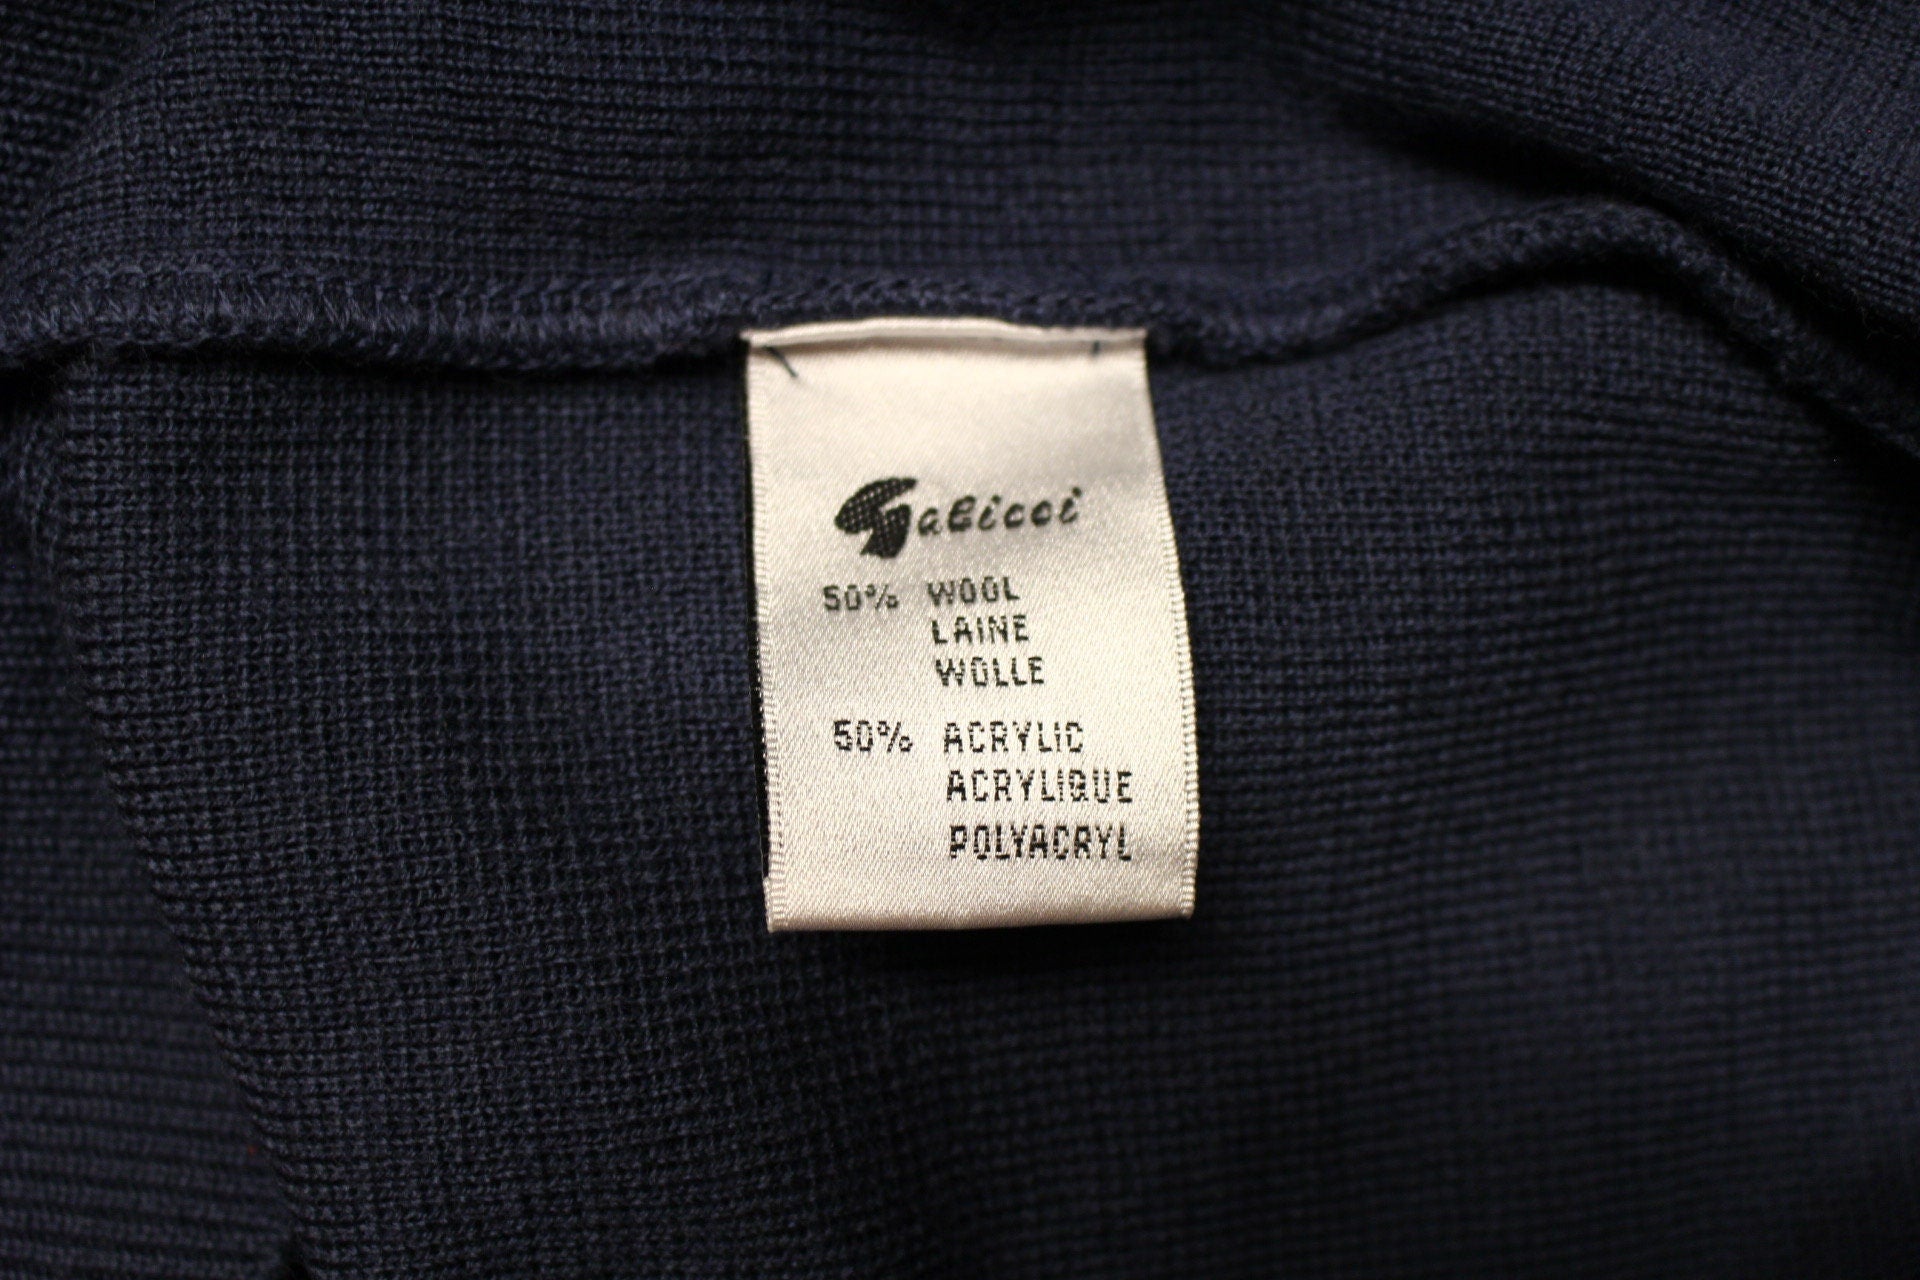 Gabicci
50% WOOL
LAINE
WOLLE
50% ACRYLIC
ACRYLIQUE
POLYACRYL